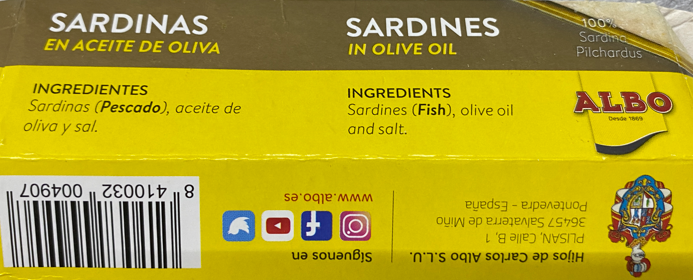 SARDINAS
EN ACEITE DE OLIVA
SARDINES
IN OLIVE OIL
100%
Sardina
Pilchardus
INGREDIENTES
Sardinas (Pescado), aceite de
oliva y sal.
INGREDIENTS
Sardines (Fish), olive oil
and salt.
ALBO
Desde 1869
Hijos de Carlos Albo S.L.U.
PLISAN, Calle B, 1
36457 Salvaterra de Miño
Pontevedra - España
Síguenos en
www.albo.es
8 410032 004907